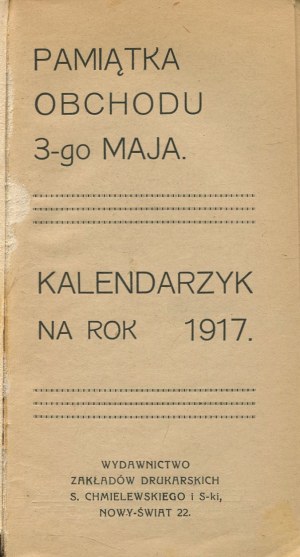 PAMIĄTKA
OBCHODU
3-go MAJA.
KALENDARZYK
NA ROK 1917.
WYDAWNICTWO
ZAKŁADÓW DRUKARSKICH
S. CHMIELEWSKIEGO i S-ki,
NOWY-ŚWIAT 22.